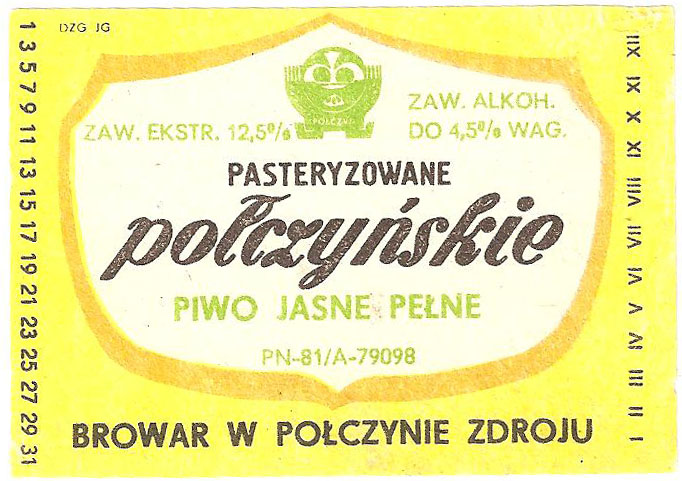 DZG JG
1 3 5 7 9 11 13 15 17 19 21 23 25 27 29 31
POŁCZYN
ZAW. EKSTR. 12,5%
ZAW. ALKOH.
DO 4,5% WAG.
PASTERYZOWANE
połczyńskie
PIWO JASNE PEŁNE
PN-81/A-79098
BROWAR W POŁCZYNIE ZDROJU
I II III IV V VI VII VIII IX X XI XII